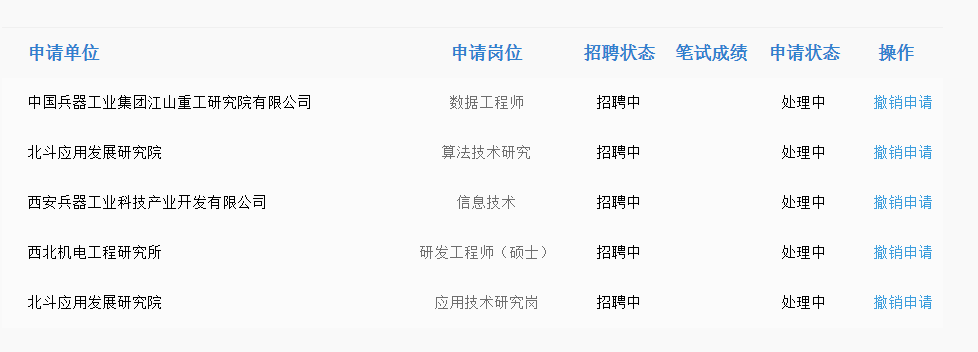 申请单位 申请岗位 招聘状态 笔试成绩 申请状态 操作
中国兵器工业集团江山重工研究院有限公司 数据工程师 招聘中 处理中 撤销申请
北斗应用发展研究院 算法技术研究 招聘中 处理中 撤销申请
西安兵器工业科技产业开发有限公司 信息技术 招聘中 处理中 撤销申请
西北机电工程研究所 研发工程师（硕士） 招聘中 处理中 撤销申请
北斗应用发展研究院 应用技术研究岗 招聘中 处理中 撤销申请